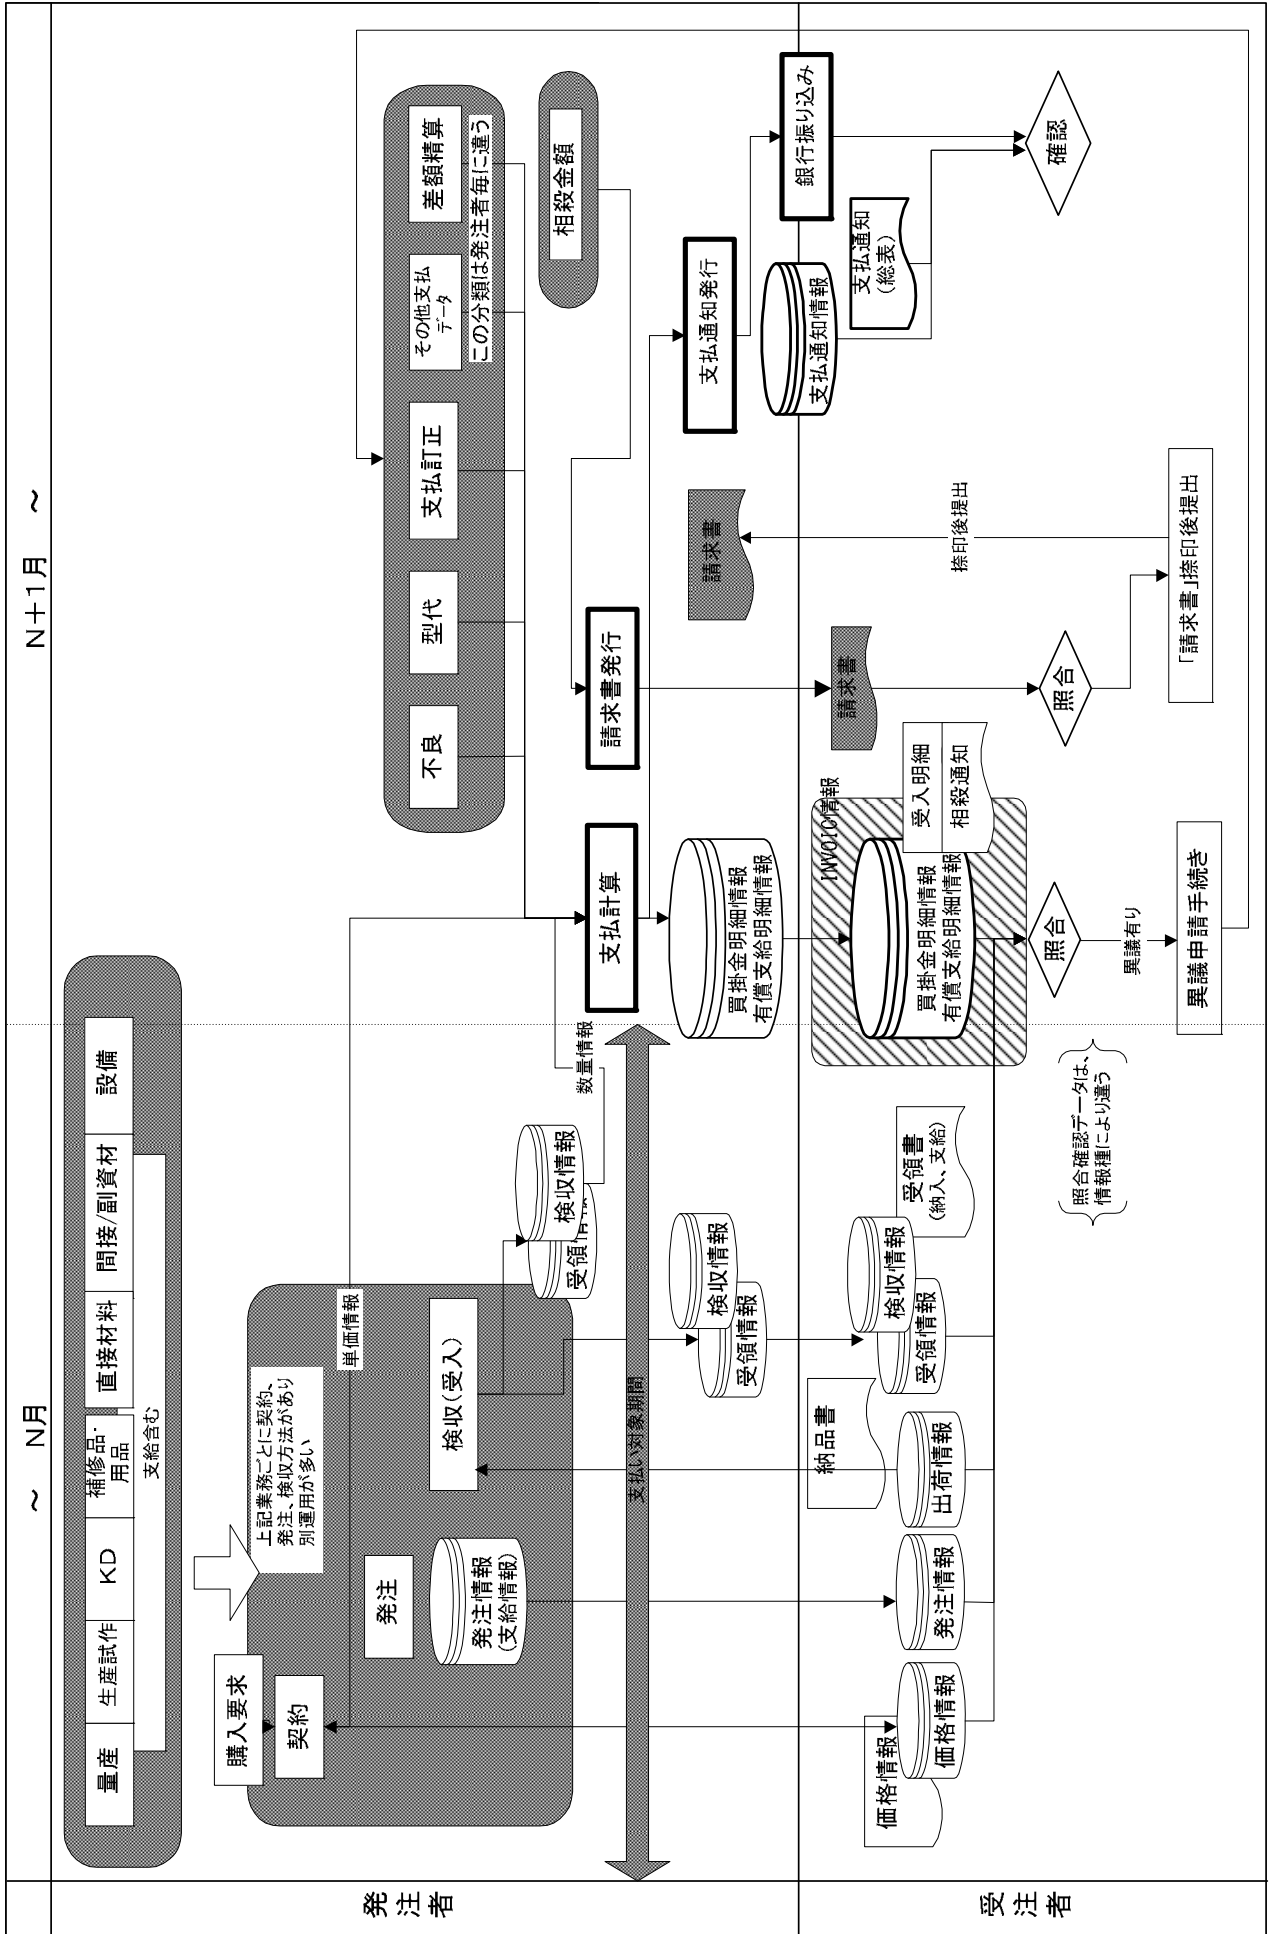 ～ N月
N＋1月 ～
発注者
受注者
量産
生産試作
KD
補修品・
用品
直接材料
間接/副資材
設備
支給含む
購入要求
契約
上記業務ごとに契約、
発注、検収方法があり
別運用が多い
発注
発注情報
（支給情報）
検収（受入）
単価情報
検収情報
受領情報
数量情報
支払い対象期間
検収情報
受領情報
不良
型代
支払訂正
その他支払
データ
差額精算
この分類は発注者毎に違う
相殺金額
支払計算
請求書発行
買掛金明細情報
有償支給明細情報
請求書
支払通知発行
銀行振り込み
支払通知情報
支払通知
（総表）
確認
価格情報
価格情報
発注情報
出荷情報
納品書
検収情報
受領情報
受領書
（納入、支給）
INVOIC情報
買掛金明細情報
有償支給明細情報
受入明細
相殺通知
請求書
照合
照合
捺印後提出
「請求書」捺印後提出
異議有り
異議申請手続き
照合確認データは、
情報種により違う